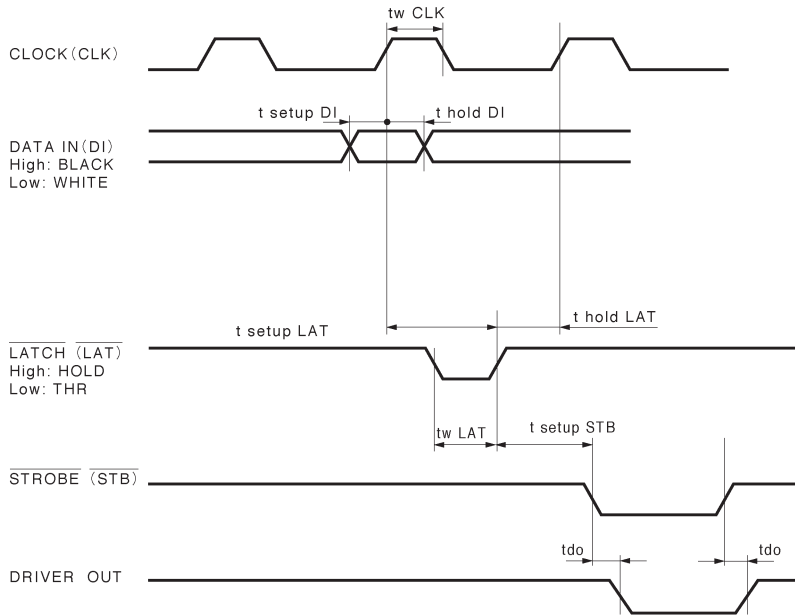 tw CLK
CLOCK(CLK)
t setup DI
t hold DI
DATA IN(DI)
High: BLACK
Low: WHITE
t hold LAT
t setup LAT
LATCH (LAT)
High: HOLD
Low: THR
tw LAT
t setup STB
STROBE (STB)
tdo
tdo
DRIVER OUT